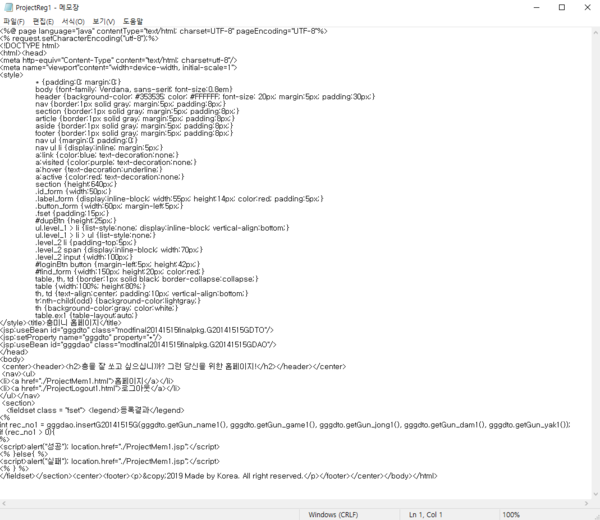 ProjectReg1 - 메모장
파일(F) 편집(E) 서식(O) 보기(V) 도움말
<%@ page language="java" contentType="text/html; charset=UTF-8" pageEncoding="UTF-8"%>
<% request.setCharacterEncoding("utf-8");%>
<!DOCTYPE html>
<html><head>
<meta http-equiv="Content-Type" content="text/html; charset=utf-8"/>
<meta name="viewport"content="width=device-width, initial-scale=1">
<style>
* {padding:0; margin:0;}
body {font-family: Verdana, sans-serif; font-size:0.8em}
header {background-color: #353535; color: #FFFFFF; font-size: 20px; margin:5px; padding:30px;}
nav {border:1px solid gray; margin:5px; padding:8px;}
section {border:1px solid gray; margin:5px; padding:8px;}
article {border:1px solid gray; margin:5px; padding:8px;}
aside {border:1px solid gray; margin:5px; padding:8px;}
footer {border:1px solid gray; margin:5px; padding:8px;}
nav ul {margin:0; padding:0;}
nav ul li {display:inline; margin:5px;}
a:link {color:blue; text-decoration:none;}
a:visited {color:purple; text-decoration:none;}
a:hover {text-decoration:underline;}
a:active {color:red; text-decoration:none;}
section {height:640px;}
.id_form {width:50px;}
.label_form {display:inline-block; width:55px; height:14px; color:red; padding:5px;}
.button_form {width:60px; margin-left:5px;}
.fset {padding:15px;}
#dupBtn {height:25px;}
ul.level_1 > li {list-style:none; display:inline-block; vertical-align:bottom;}
ul.level_1 > li > ul {list-style:none;}
.level_2 li {padding-top:5px;}
.level_2 span {display:inline-block; width:70px;}
.level_2 input {width:100px;}
#loginBtn button {margin-left:5px; height:42px;}
#find_form {width:150px; height:20px; color:red;}
table, th, td {border:1px solid black; border-collapse:collapse;}
table {width:100%; height:80%;}
th, td {text-align:center; padding:10px; vertical-align:bottom;}
tr:nth-child(odd) {background-color:lightgray;}
th {background-color:gray; color:white;}
table.ex1 {table-layout:auto;}
</style><title>총미니 홈페이지</title>
<jsp:useBean id="gggdto" class="modfinal20141515finlpkg.G20141515GDTO"/>
<jsp:setProperty name="gggdto" property="*"/>
<jsp:useBean id="gggdao" class="modfinal20141515finalpkg.G20141515GDAO"/>
</head>
<body>
<center><header><h2>총을 잘 쏘고 싶으십니까? 그런 당신을 위한 홈페이지!</h2></header></center>
<nav><ul>
<li><a href="./ProjectMem1.html">홈페이지</a></li>
<li><a href="./ProjectLogout1.html">로그아웃</a></li>
</ul></nav>
<section>
<fieldset class = "fset"> <legend>등록결과</legend>
<%
int rec_no1 = gggdao.insertG20141515G(gggdto.getGun_name1(), gggdto.getGun_game1(), gggdto.getGun_jong1(), gggdto.getGun_dam1(), gggdto.getGun_yak1());
if (rec_no1 > 0){
%>
<script>alert("성공"); location.href="./ProjectMem1.jsp";</script>
<% }else{ %>
<script>alert("실패"); location.href="./ProjectMem1.jsp";</script>
<% } %>
</fieldset></section><center><footer><p>&copy;2019 Made by Korea. All right reserved.</p></footer></center></body></html>
Windows (CRLF) Ln 1, Col 1 100%